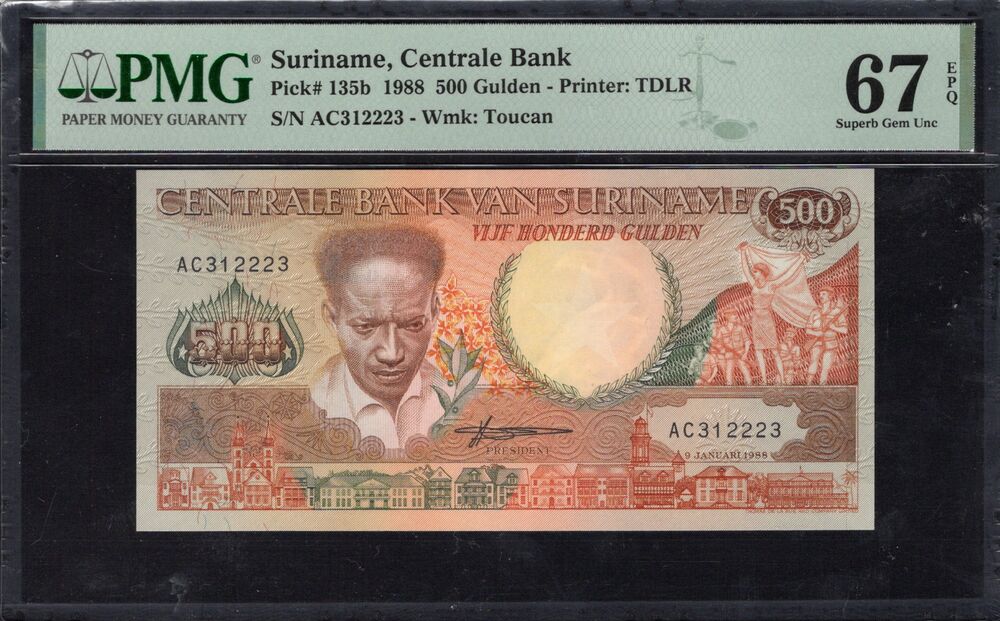 PMG®
PAPER MONEY GUARANTY
Suriname, Centrale Bank
Pick# 135b 1988 500 Gulden - Printer: TDLR
S/N AC312223 - Wmk: Toucan
67
EPQ
Superb Gem Unc
CENTRALE BANK VAN SURINAME
500
VIJF HONDERD GULDEN
AC312223
500
AC312223
PRESIDENT
9 JANUARI 1988